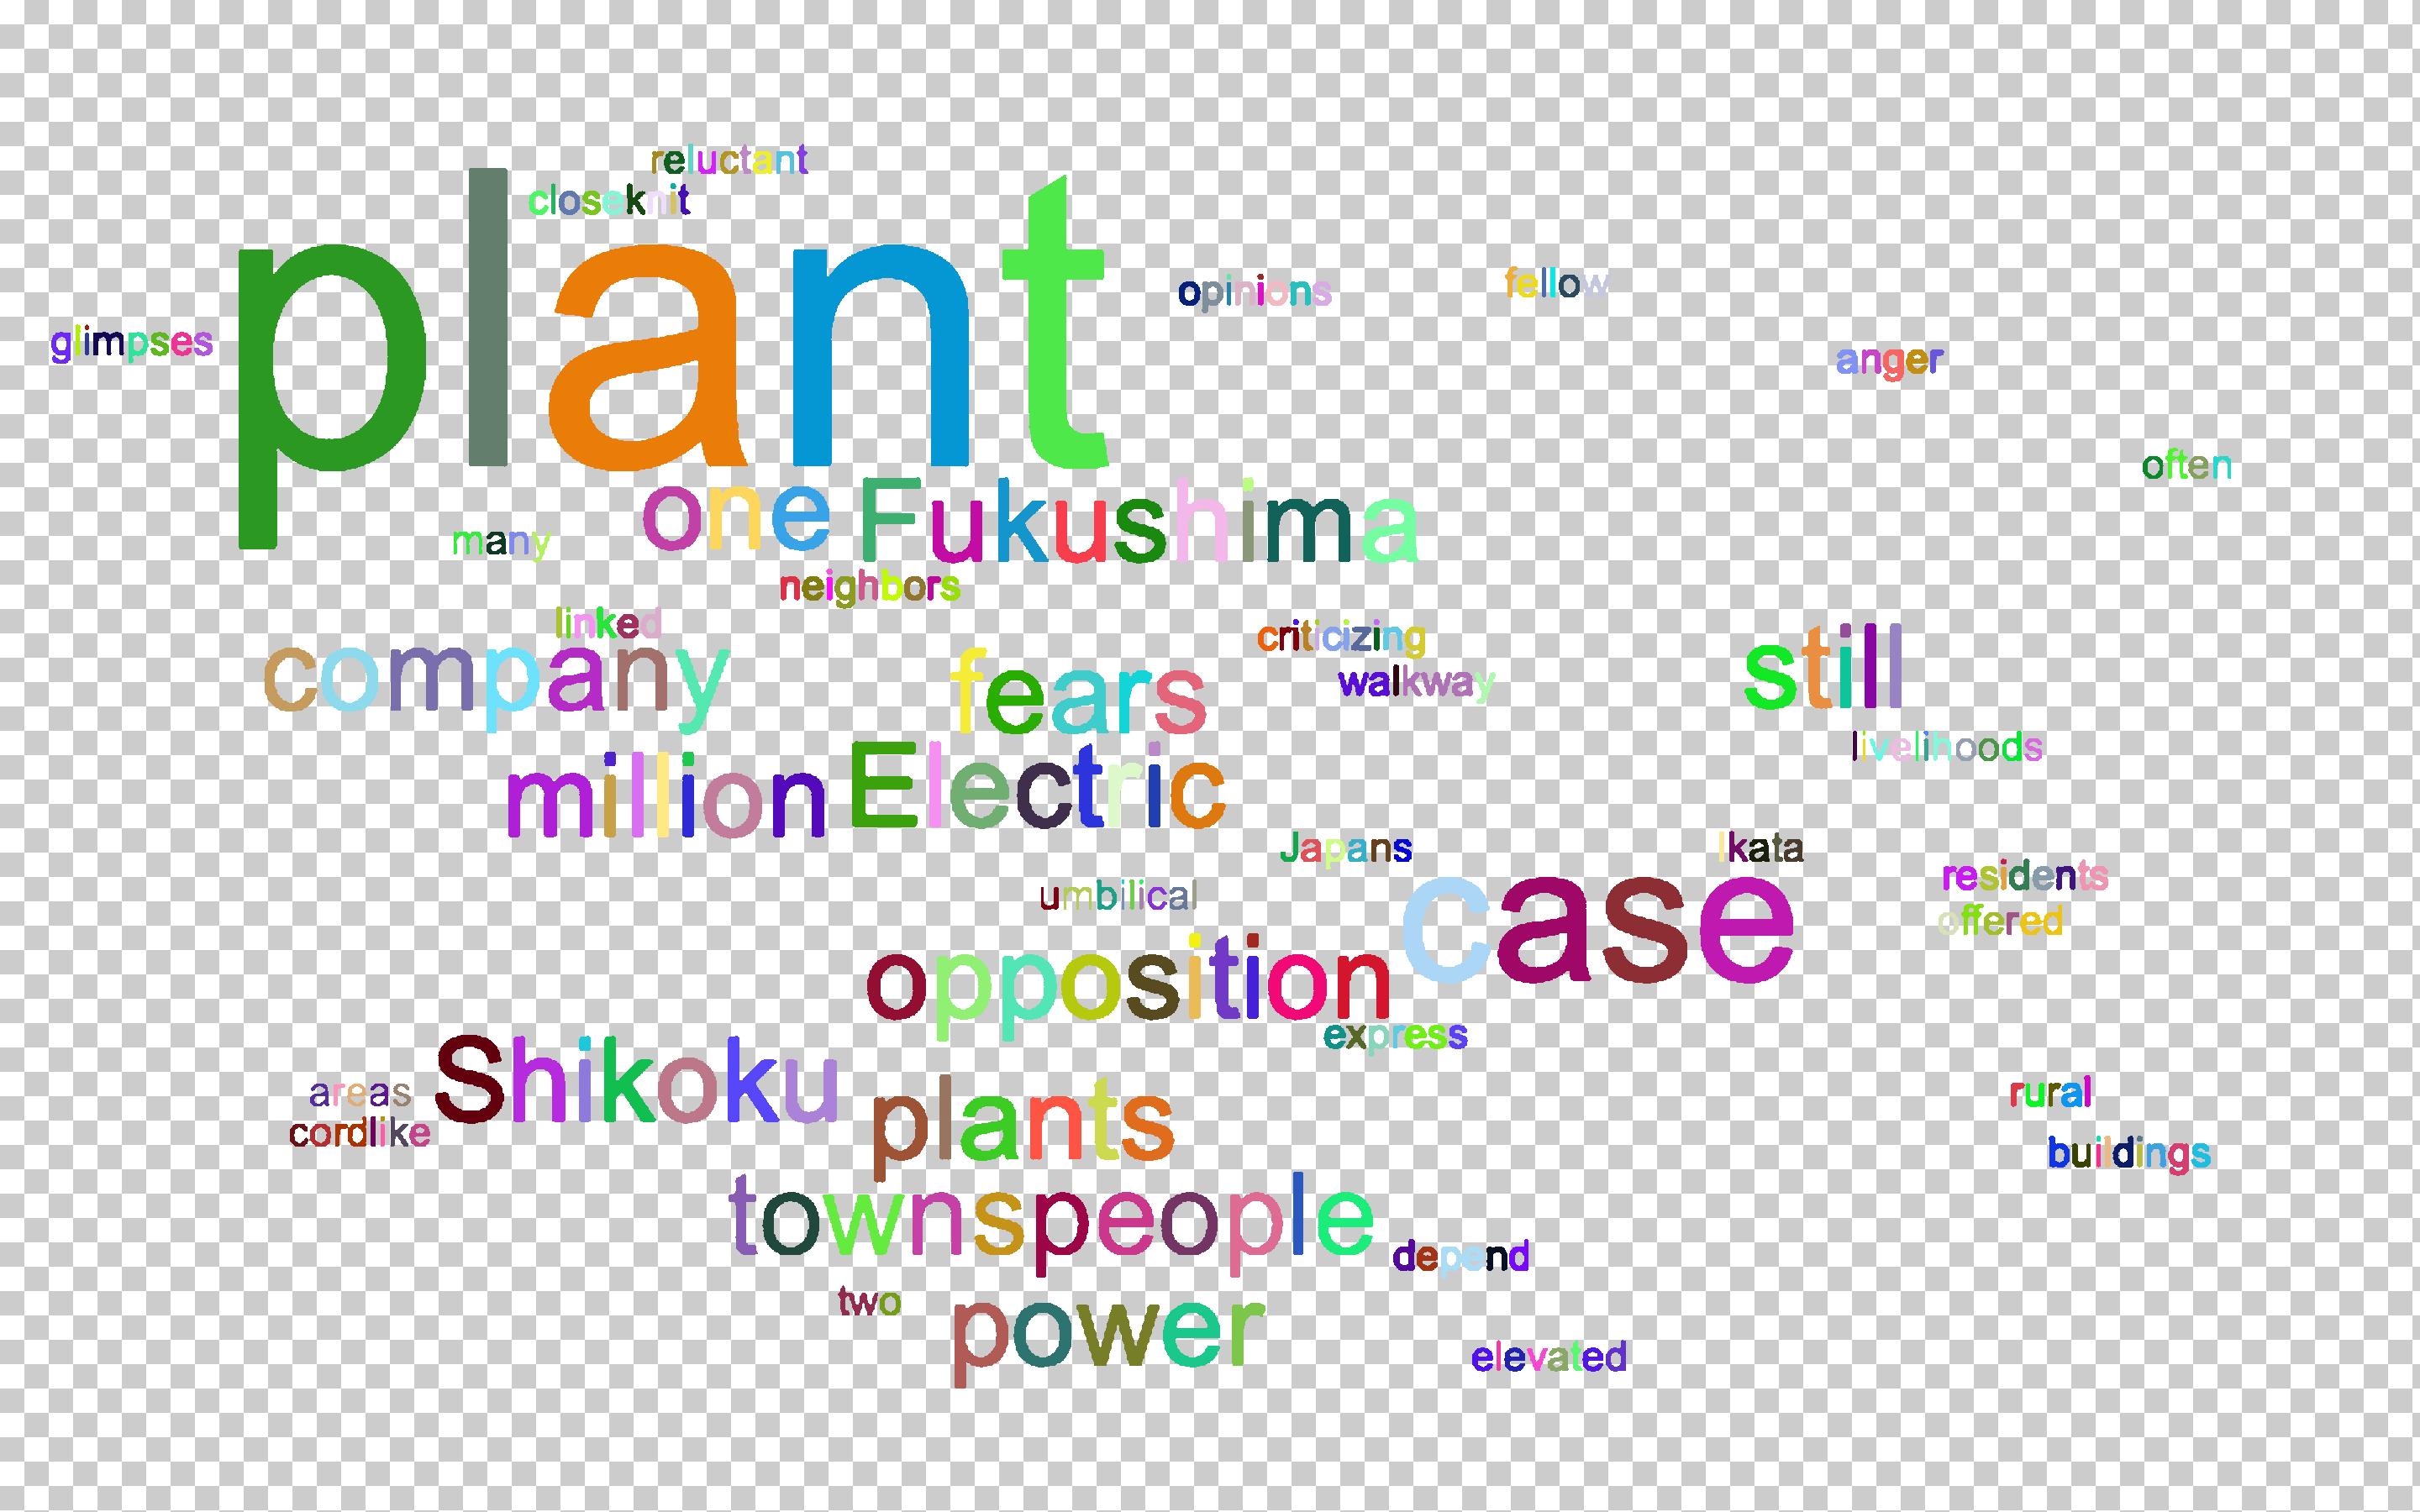 reluctant
closeknit
plant
opinions
fellow
glimpses
anger
often
one Fukushima
many
neighbors
linked
criticizing
company
fears
walkway
still
livelihoods
million Electric
Japans
Ikata
residents
umbilical
case
offered
opposition
express
areas
Shikoku
rural
cordlike
plants
buildings
townspeople
depend
two
power
elevated